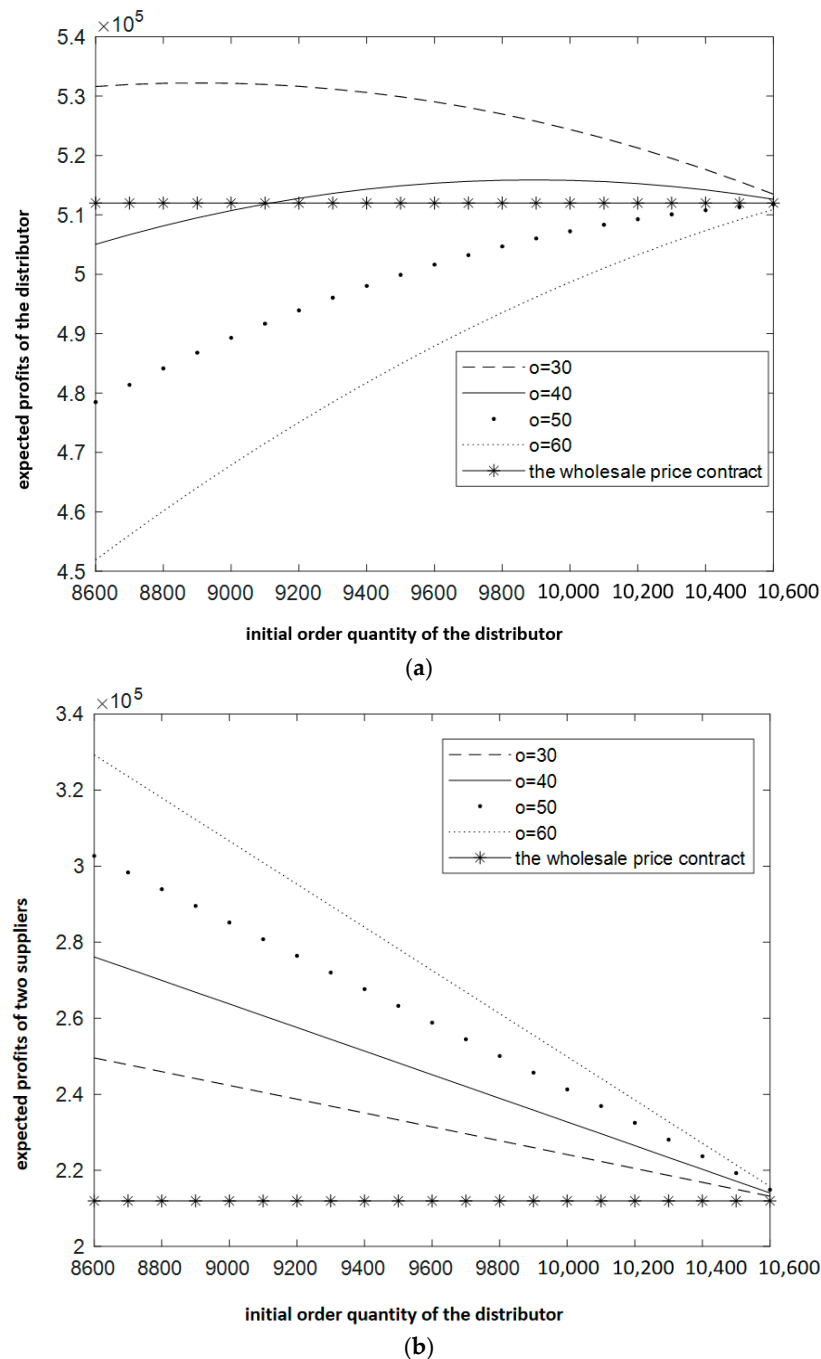 ×10^5
5.4
5.3
5.2
5.1
5
4.9
4.8
4.7
4.6
4.5
expected profits of the distributor
o=30
o=40
o=50
o=60
the wholesale price contract
8600 8800 9000 9200 9400 9600 9800 10,000 10,200 10,400 10,600
initial order quantity of the distributor
(a)
×10^5
3.4
3.2
3
2.8
2.6
2.4
2.2
2
expected profits of two suppliers
o=30
o=40
o=50
o=60
the wholesale price contract
8600 8800 9000 9200 9400 9600 9800 10,000 10,200 10,400 10,600
initial order quantity of the distributor
(b)